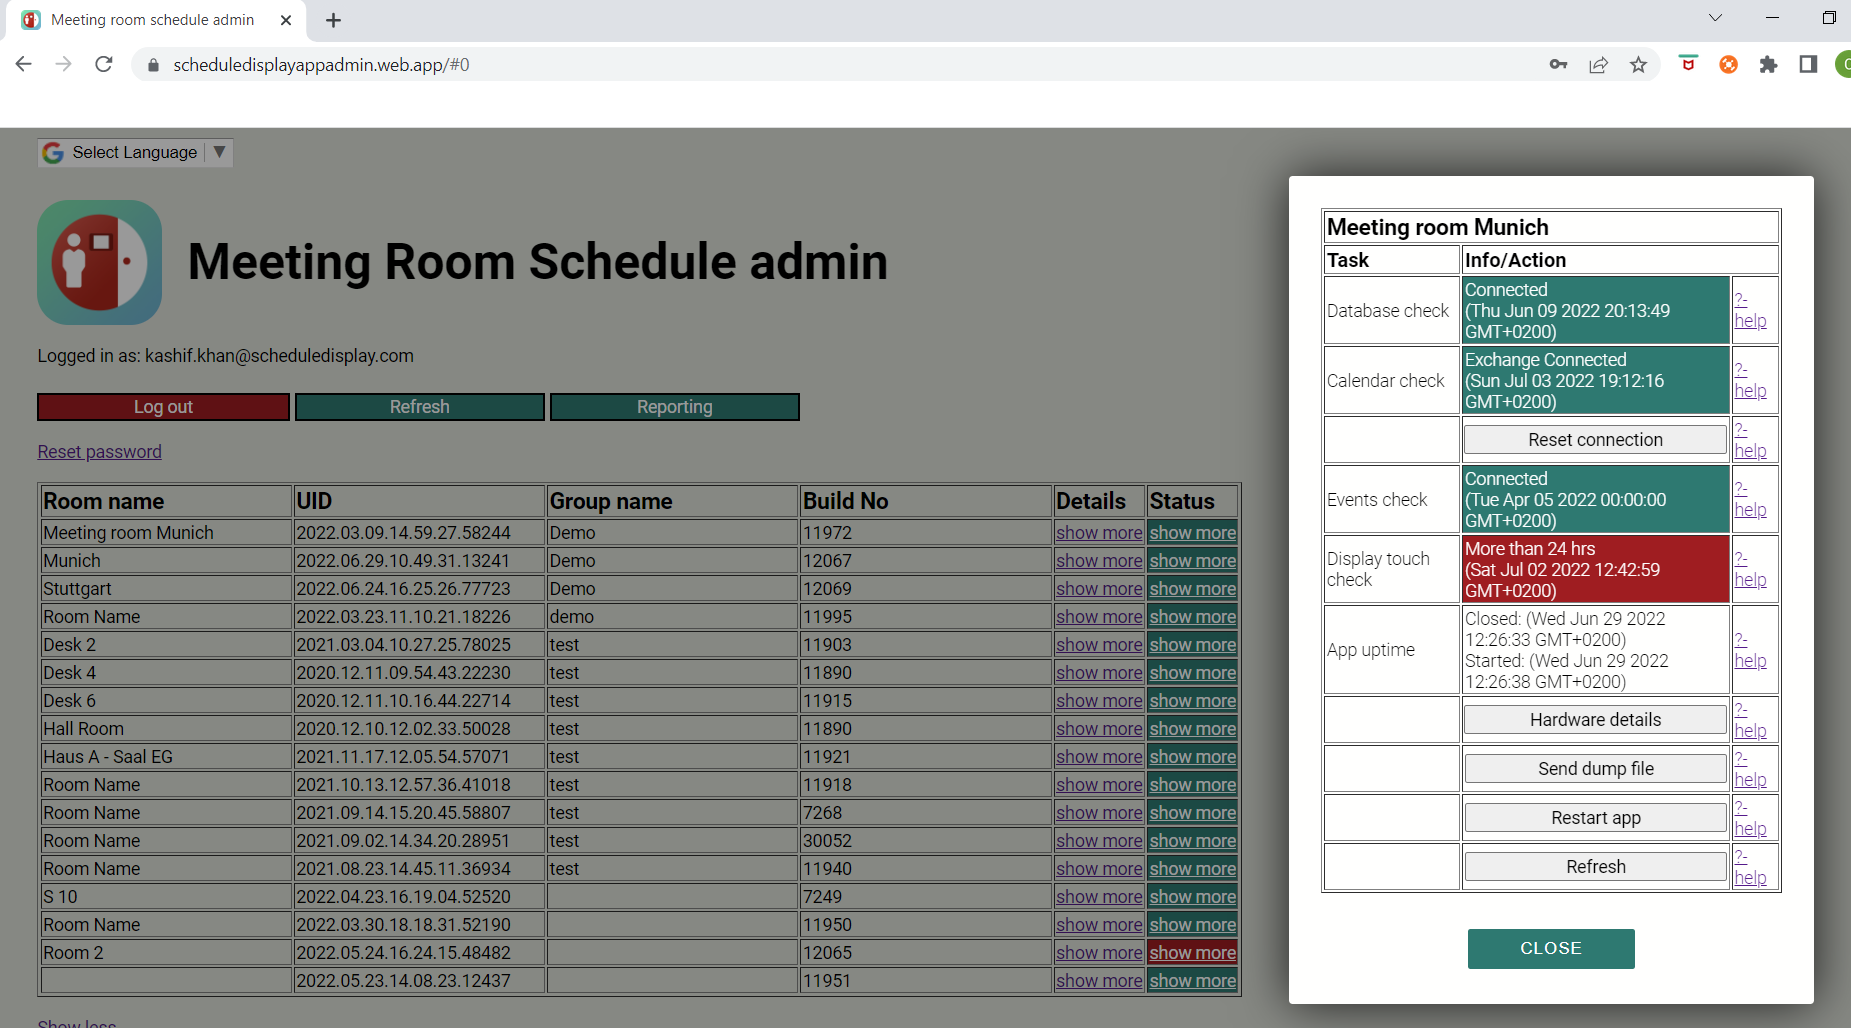 Meeting room schedule admin
scheduledisplayappadmin.web.app/#0
Select Language ▼
Meeting Room Schedule admin
Logged in as: kashif.khan@scheduledisplay.com
Log out Refresh Reporting
Reset password
Room name UID Group name Build No Details Status
Meeting room Munich 2022.03.09.14.59.27.58244 Demo 11972 show more show more
Munich 2022.06.29.10.49.31.13241 Demo 12067 show more show more
Stuttgart 2022.06.24.16.25.26.77723 Demo 12069 show more show more
Room Name 2022.03.23.11.10.21.18226 demo 11995 show more show more
Desk 2 2021.03.04.10.27.25.78025 test 11903 show more show more
Desk 4 2020.12.11.09.54.43.22230 test 11890 show more show more
Desk 6 2020.12.11.10.16.44.22714 test 11915 show more show more
Hall Room 2020.12.10.12.02.33.50028 test 11890 show more show more
Haus A - Saal EG 2021.11.17.12.05.54.57071 test 11921 show more show more
Room Name 2021.10.13.12.57.36.41018 test 11918 show more show more
Room Name 2021.09.14.15.20.45.58807 test 7268 show more show more
Room Name 2021.09.02.14.34.20.28951 test 30052 show more show more
Room Name 2021.08.23.14.45.11.36934 test 11940 show more show more
S 10 2022.04.23.16.19.04.52520 7249 show more show more
Room Name 2022.03.30.18.18.31.52190 11950 show more show more
Room 2 2022.05.24.16.24.15.48482 12065 show more show more
2022.05.23.14.08.23.12437 11951 show more show more
Show less
Meeting room Munich
Task Info/Action
Database check
Connected
(Thu Jun 09 2022 20:13:49
GMT+0200)
?-
help
Calendar check
Exchange Connected
(Sun Jul 03 2022 19:12:16
GMT+0200)
?-
help
Reset connection
?-
help
Events check
Connected
(Tue Apr 05 2022 00:00:00
GMT+0200)
?-
help
Display touch
check
More than 24 hrs
(Sat Jul 02 2022 12:42:59
GMT+0200)
?-
help
App uptime
Closed: (Wed Jun 29 2022
12:26:33 GMT+0200)
Started: (Wed Jun 29 2022
12:26:38 GMT+0200)
?-
help
Hardware details
?-
help
Send dump file
?-
help
Restart app
?-
help
Refresh
?-
help
CLOSE